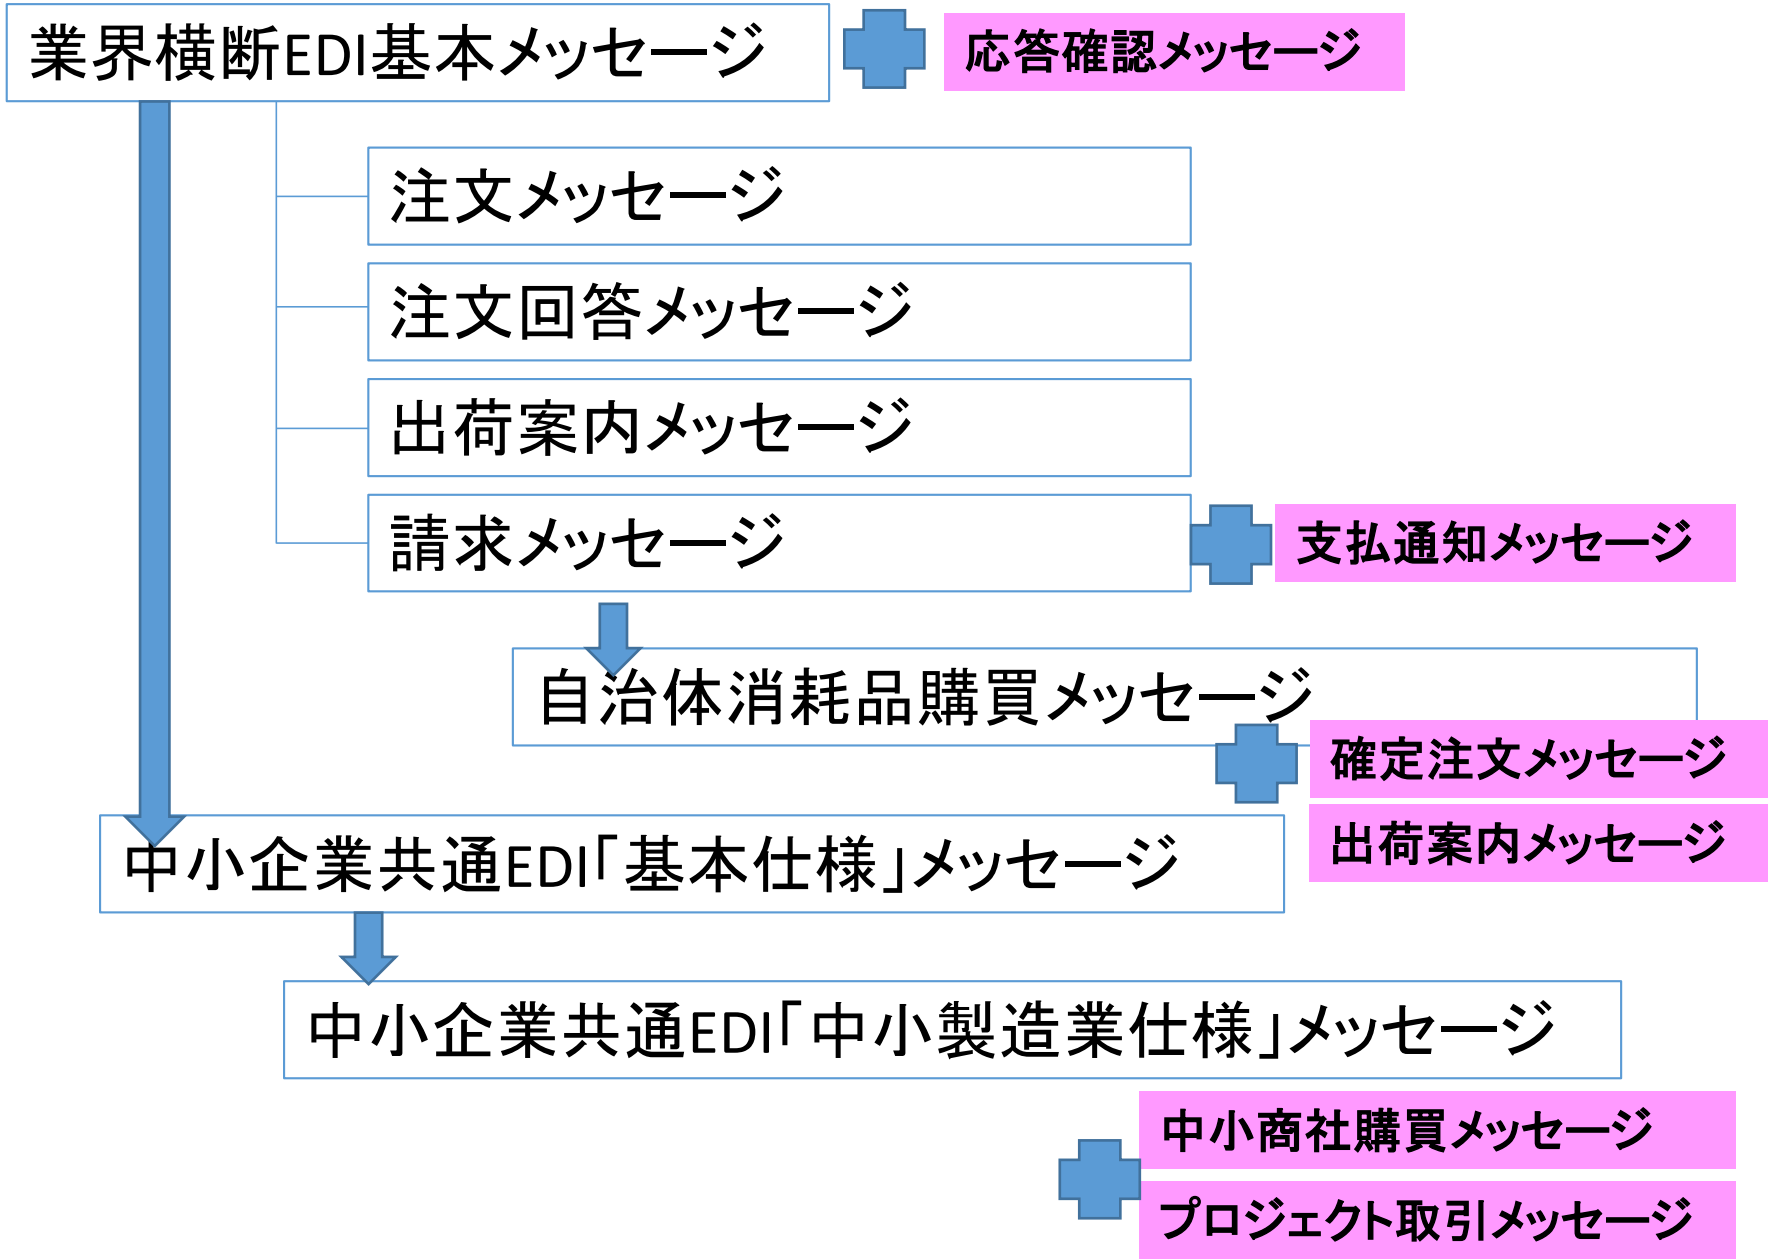 業界横断EDI基本メッセージ
応答確認メッセージ
注文メッセージ
注文回答メッセージ
出荷案内メッセージ
請求メッセージ
支払通知メッセージ
自治体消耗品購買メッセージ
確定注文メッセージ
出荷案内メッセージ
中小企業共通EDI「基本仕様」メッセージ
中小企業共通EDI「中小製造業仕様」メッセージ
中小商社購買メッセージ
プロジェクト取引メッセージ